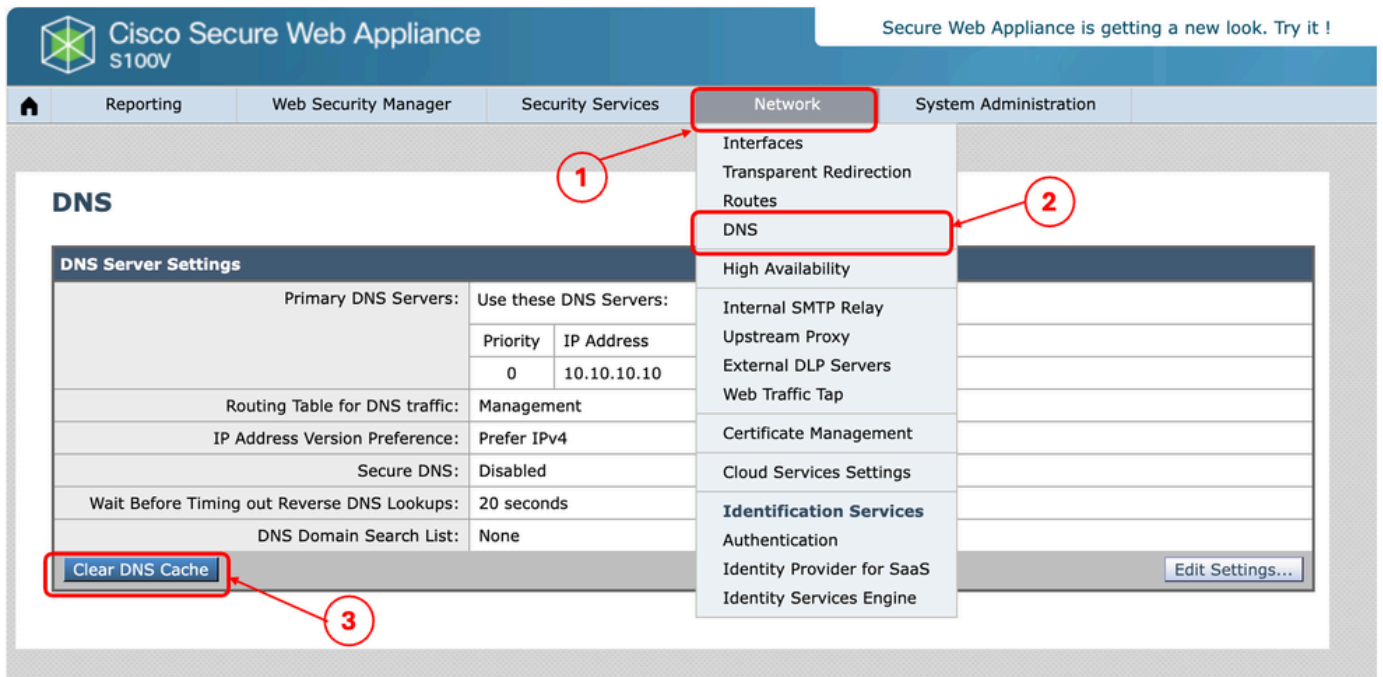 Cisco Secure Web Appliance
S100V
Secure Web Appliance is getting a new look. Try it !
Reporting
Web Security Manager
Security Services
Network
System Administration
1
Interfaces
Transparent Redirection
Routes
DNS
2
High Availability
Internal SMTP Relay
Upstream Proxy
External DLP Servers
Web Traffic Tap
Certificate Management
Cloud Services Settings
Identification Services
Authentication
Identity Provider for SaaS
Identity Services Engine
DNS
DNS Server Settings
Primary DNS Servers: Use these DNS Servers:
Priority IP Address
0 10.10.10.10
Routing Table for DNS traffic: Management
IP Address Version Preference: Prefer IPv4
Secure DNS: Disabled
Wait Before Timing out Reverse DNS Lookups: 20 seconds
DNS Domain Search List: None
Clear DNS Cache
Edit Settings...
3